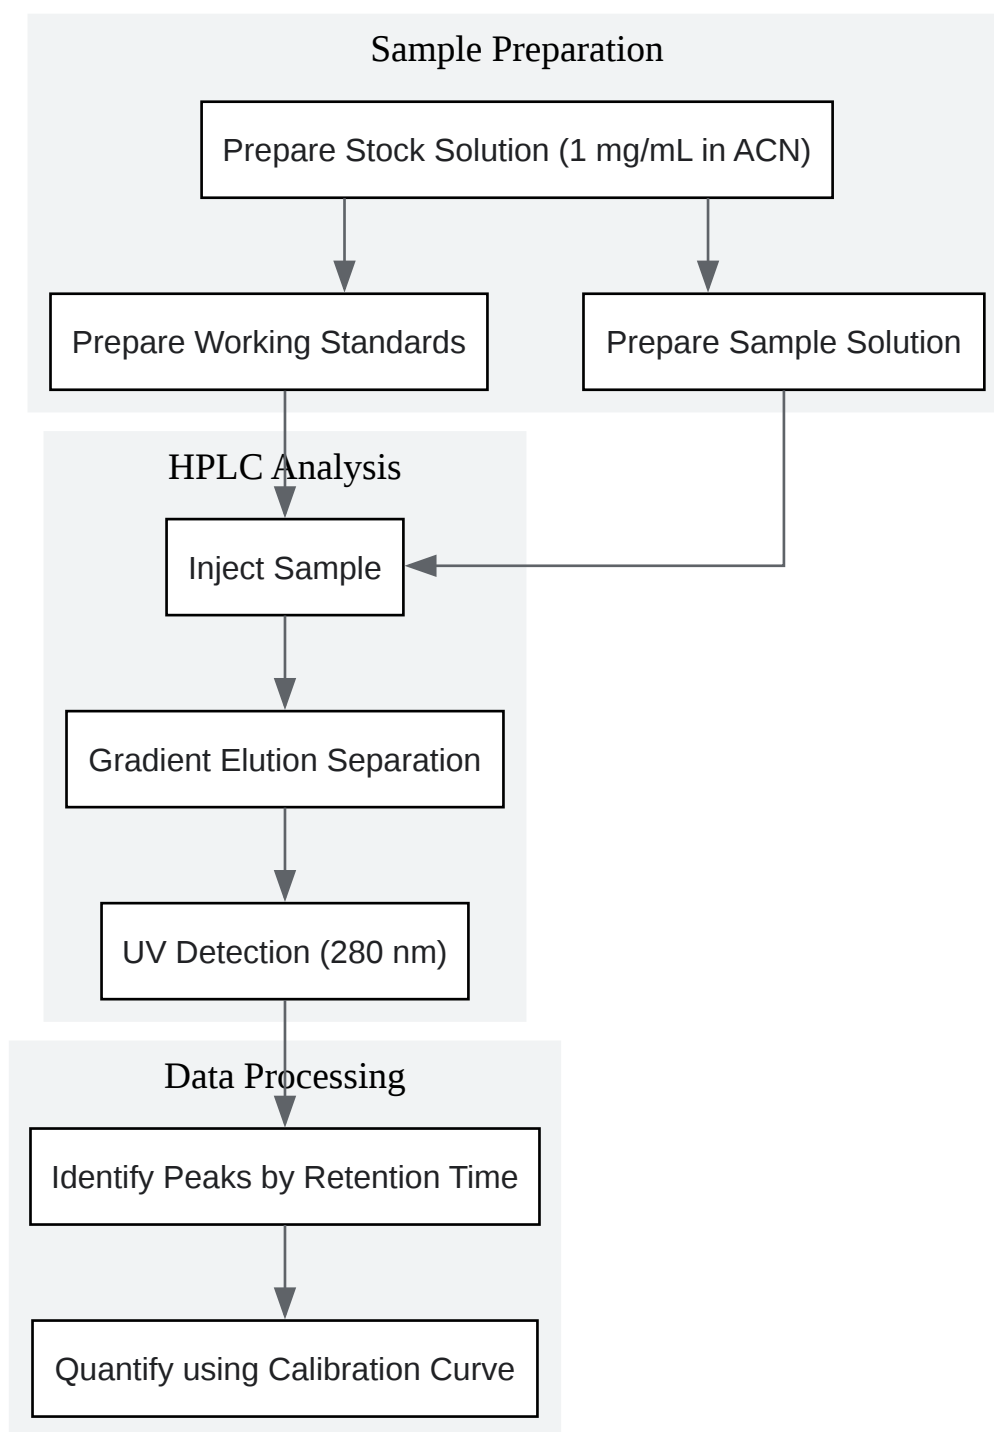 Sample Preparation
Prepare Stock Solution (1 mg/mL in ACN)
Prepare Working Standards
Prepare Sample Solution
HPLC Analysis
Inject Sample
Gradient Elution Separation
UV Detection (280 nm)
Data Processing
Identify Peaks by Retention Time
Quantify using Calibration Curve